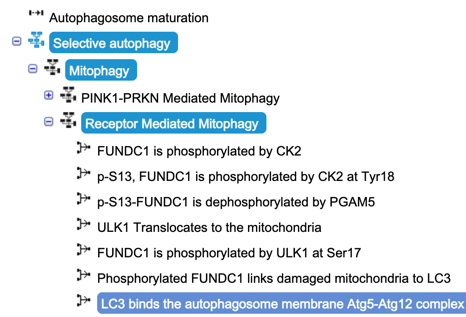 Autophagosome maturation
Selective autophagy
Mitophagy
PINK1-PRKN Mediated Mitophagy
Receptor Mediated Mitophagy
FUNDC1 is phosphorylated by CK2
p-S13, FUNDC1 is phosphorylated by CK2 at Tyr18
p-S13-FUNDC1 is dephosphorylated by PGAM5
ULK1 Translocates to the mitochondria
FUNDC1 is phosphorylated by ULK1 at Ser17
Phosphorylated FUNDC1 links damaged mitochondria to LC3
LC3 binds the autophagosome membrane Atg5-Atg12 complex